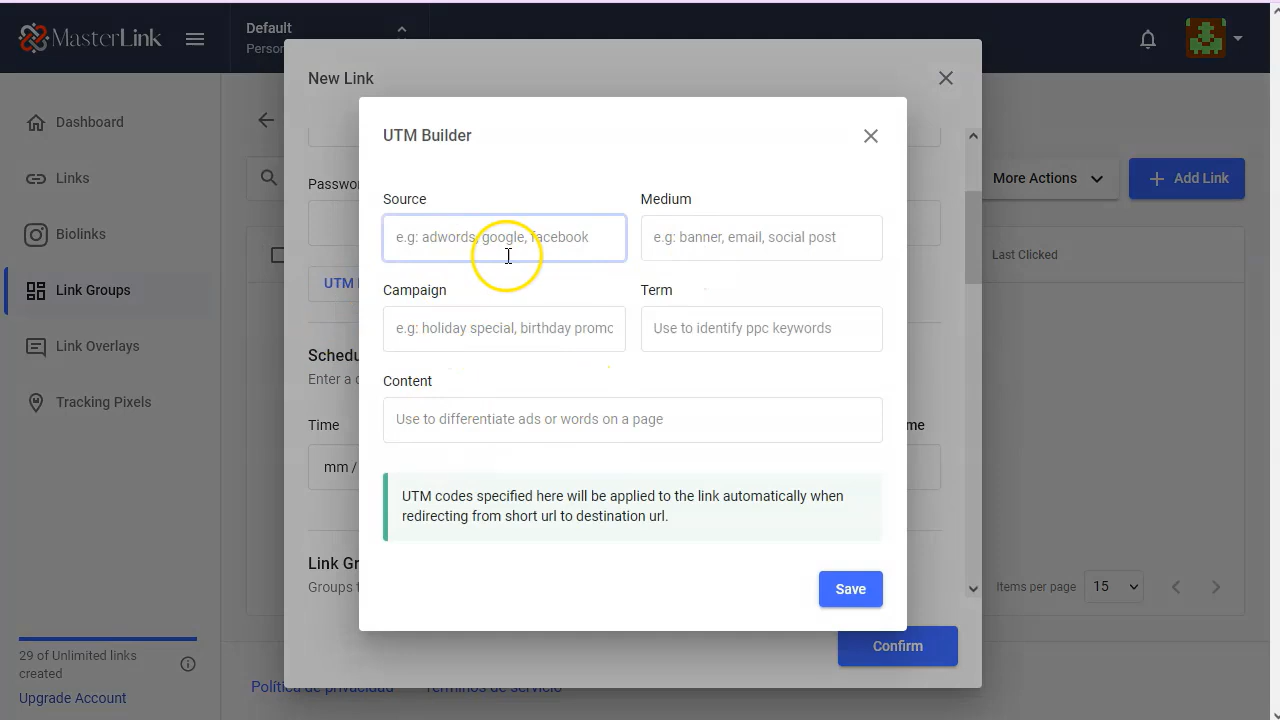 MasterLink
Default
Person
New Link
UTM Builder
Dashboard
Links
Biolinks
Link Groups
Link Overlays
Tracking Pixels
Source
Medium
e.g: adwords, google, facebook
e.g: banner, email, social post
Campaign
Term
e.g: holiday special, birthday promo
Use to identify ppc keywords
Content
Use to differentiate ads or words on a page
UTM codes specified here will be applied to the link automatically when
redirecting from short url to destination url.
Save
Passwo
UTM
Schedu
Enter a
Time
me
mm /
Link Gr
Groups
More Actions
Add Link
Last Clicked
Items per page
15
Confirm
29 of Unlimited links
created
Upgrade Account
Política de privacidad
Términos de servicio